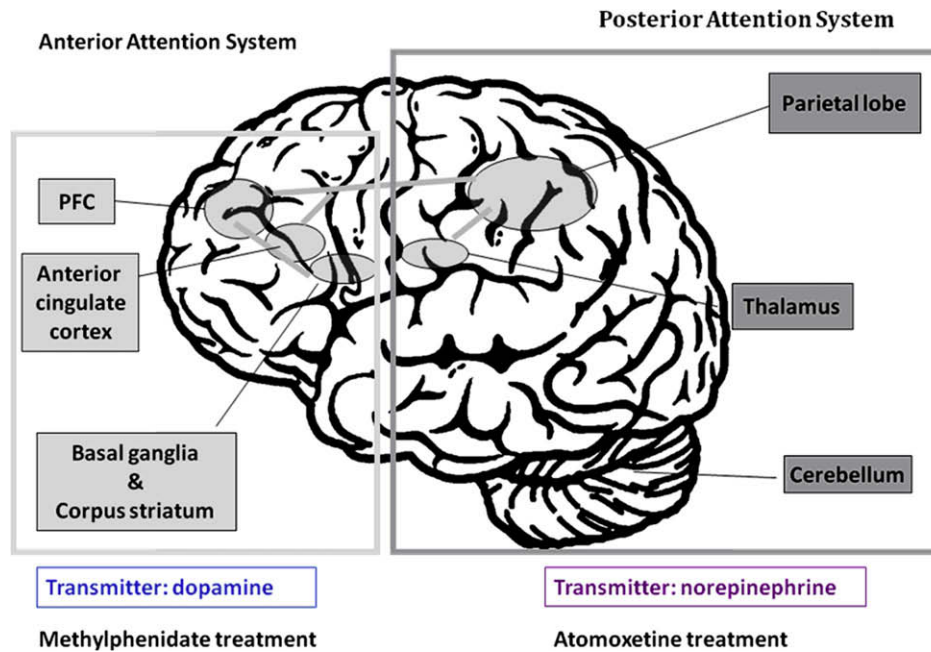 Anterior Attention System
Posterior Attention System
Parietal lobe
PFC
Anterior
cingulate
cortex
Thalamus
Basal ganglia
&
Corpus striatum
Cerebellum
Transmitter: dopamine
Transmitter: norepinephrine
Methylphenidate treatment
Atomoxetine treatment